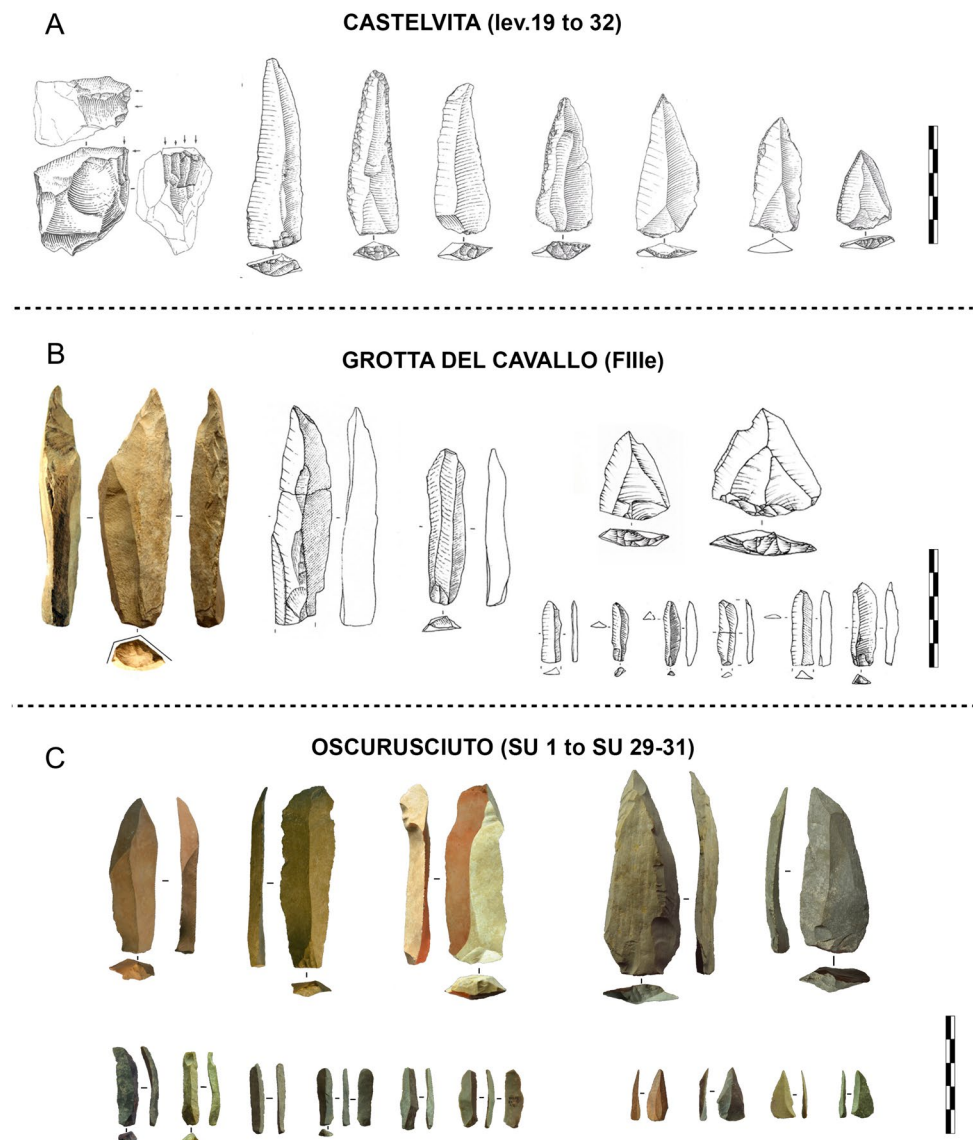 A
CASTELVITA (lev.19 to 32)
B
GROTTA DEL CAVALLO (FIIIe)
C
OSCURUSCIUTO (SU 1 to SU 29-31)